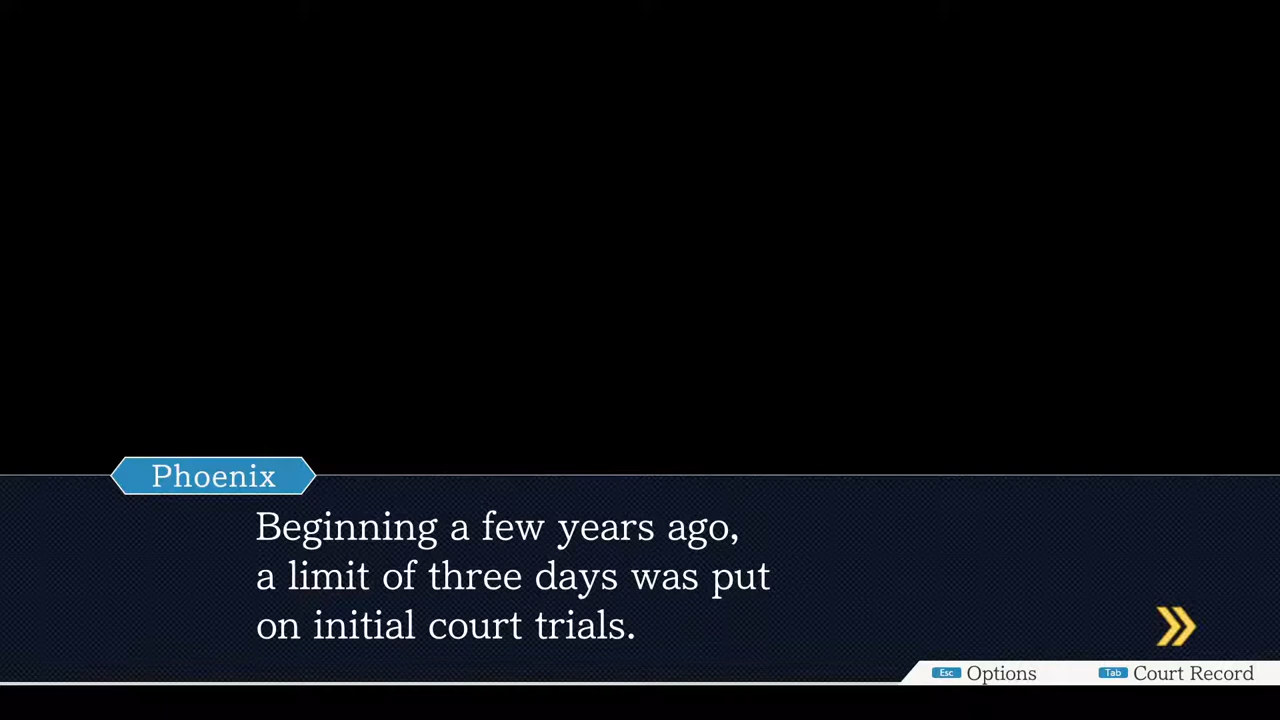 Phoenix
Beginning a few years ago,
a limit of three days was put
on initial court trials.
Esc Options Tab Court Record